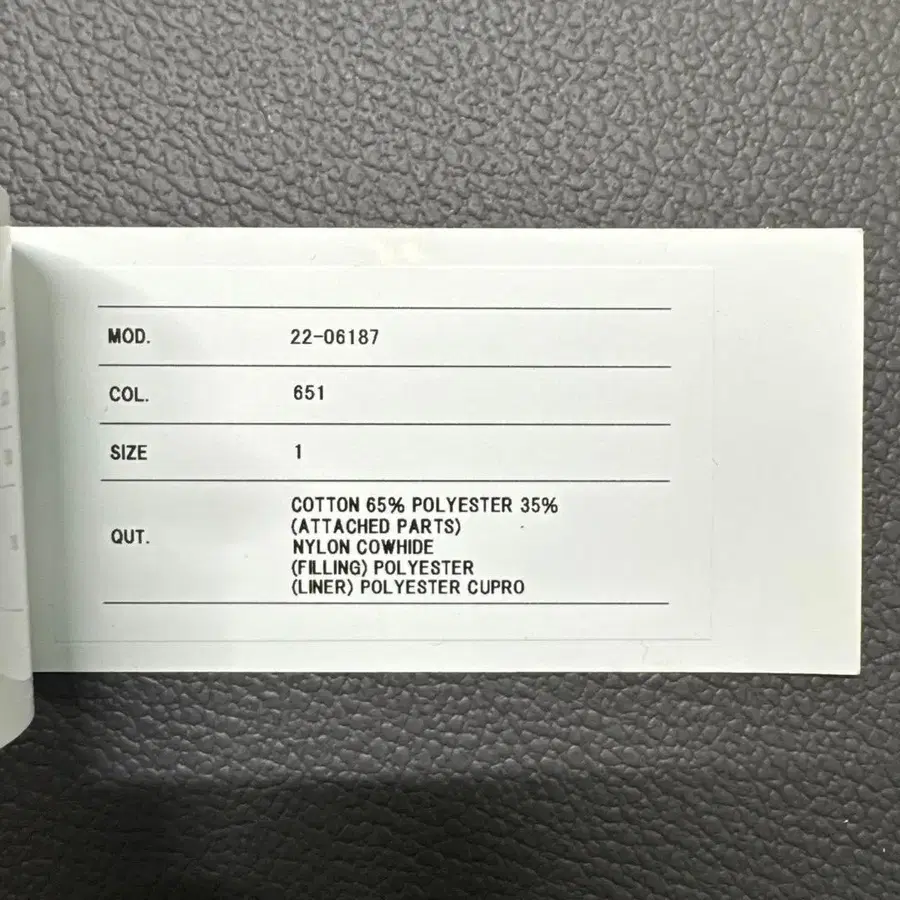 MOD. 22-06187
COL. 651
SIZE 1
QUT. COTTON 65% POLYESTER 35%
(ATTACHED PARTS)
NYLON COWHIDE
(FILLING) POLYESTER
(LINER) POLYESTER CUPRO